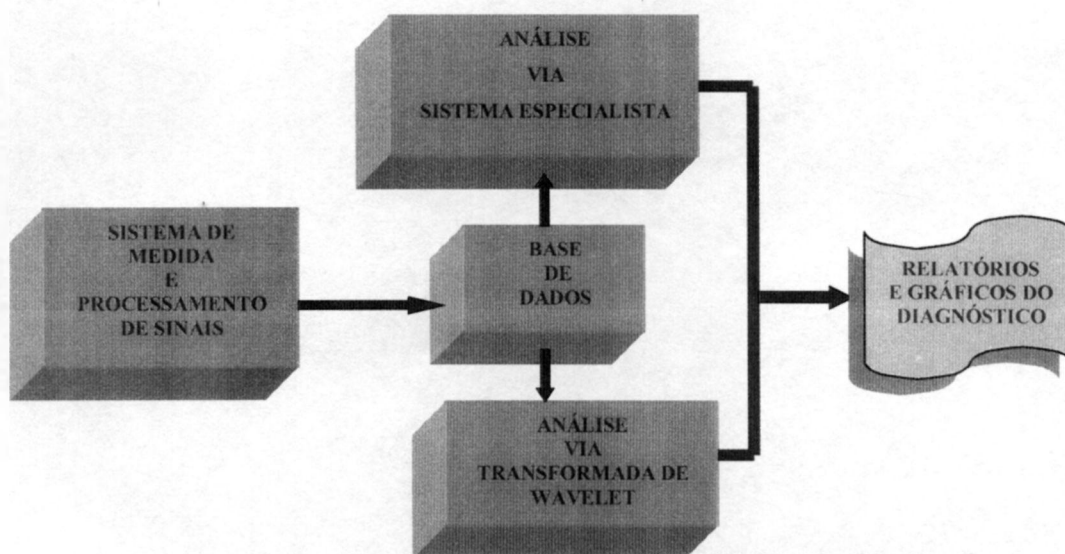 ANÁLISE
VIA
SISTEMA ESPECIALISTA
SISTEMA DE
MEDIDA
E
PROCESSAMENTO
DE SINAIS
BASE
DE
DADOS
RELATÓRIOS
E GRÁFICOS DO
DIAGNÓSTICO
ANÁLISE
VIA
TRANSFORMADA DE
WAVELET